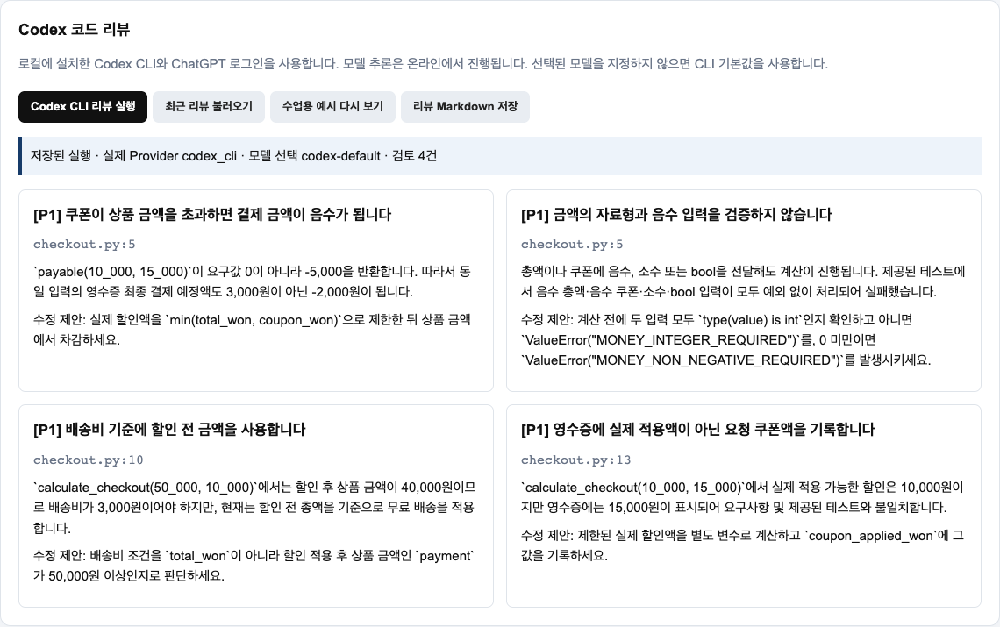 Codex 코드 리뷰
로컬에 설치한 Codex CLI와 ChatGPT 로그인을 사용합니다. 모델 추론은 온라인에서 진행됩니다. 선택된 모델을 지정하지 않으면 CLI 기본값을 사용합니다.
Codex CLI 리뷰 실행
최근 리뷰 불러오기
수업용 예시 다시 보기
리뷰 Markdown 저장
저장된 실행 · 실제 Provider codex_cli · 모델 선택 codex-default · 검토 4건
[P1] 쿠폰이 상품 금액을 초과하면 결제 금액이 음수가 됩니다
checkout.py:5
`payable(10_000, 15_000)`이 요구값 0이 아니라 -5,000을 반환합니다. 따라서 동
일 입력의 영수증 최종 결제 예정액도 3,000원이 아닌 -2,000원이 됩니다.
수정 제안: 실제 할인액을 `min(total_won, coupon_won)`으로 제한한 뒤 상품 금액
에서 차감하세요.
[P1] 금액의 자료형과 음수 입력을 검증하지 않습니다
checkout.py:5
총액이나 쿠폰에 음수, 소수 또는 bool을 전달해도 계산이 진행됩니다. 제공된 테스트에
서 음수 총액·음수 쿠폰·소수·bool 입력이 모두 예외 없이 처리되어 실패했습니다.
수정 제안: 계산 전에 두 입력 모두 `type(value) is int`인지 확인하고 아니면
`ValueError("MONEY_INTEGER_REQUIRED")`를, 0 미만이면
`ValueError("MONEY_NON_NEGATIVE_REQUIRED")`를 발생시키세요.
[P1] 배송비 기준에 할인 전 금액을 사용합니다
checkout.py:10
`calculate_checkout(50_000, 10_000)`에서는 할인 후 상품 금액이 40,000원이므
로 배송비가 3,000원이어야 하지만, 현재는 할인 전 총액을 기준으로 무료 배송을 적용
합니다.
수정 제안: 배송비 조건을 `total_won`이 아니라 할인 적용 후 상품 금액인 `payment`
가 50,000원 이상인지로 판단하세요.
[P1] 영수증에 실제 적용액이 아닌 요청 쿠폰액을 기록합니다
checkout.py:13
`calculate_checkout(10_000, 15_000)`에서 실제 적용 가능한 할인은 10,000원이
지만 영수증에는 15,000원이 표시되어 요구사항 및 제공된 테스트와 불일치합니다.
수정 제안: 제한된 실제 할인액을 별도 변수로 계산하고 `coupon_applied_won`에 그
값을 기록하세요.